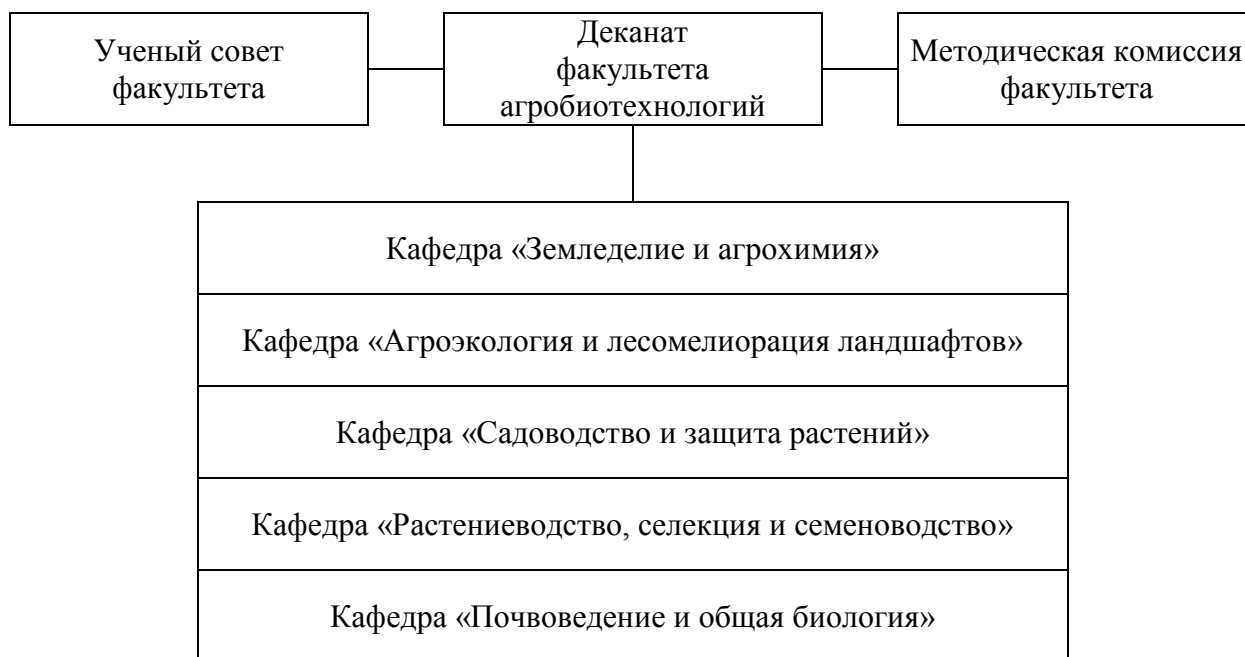 Ученый совет
факультета
Деканат
факультета
агробиотехнологий
Методическая комиссия
факультета
Кафедра «Земледелие и агрохимия»
Кафедра «Агроэкология и лесомелиорация ландшафтов»
Кафедра «Садоводство и защита растений»
Кафедра «Растениеводство, селекция и семеноводство»
Кафедра «Почвоведение и общая биология»